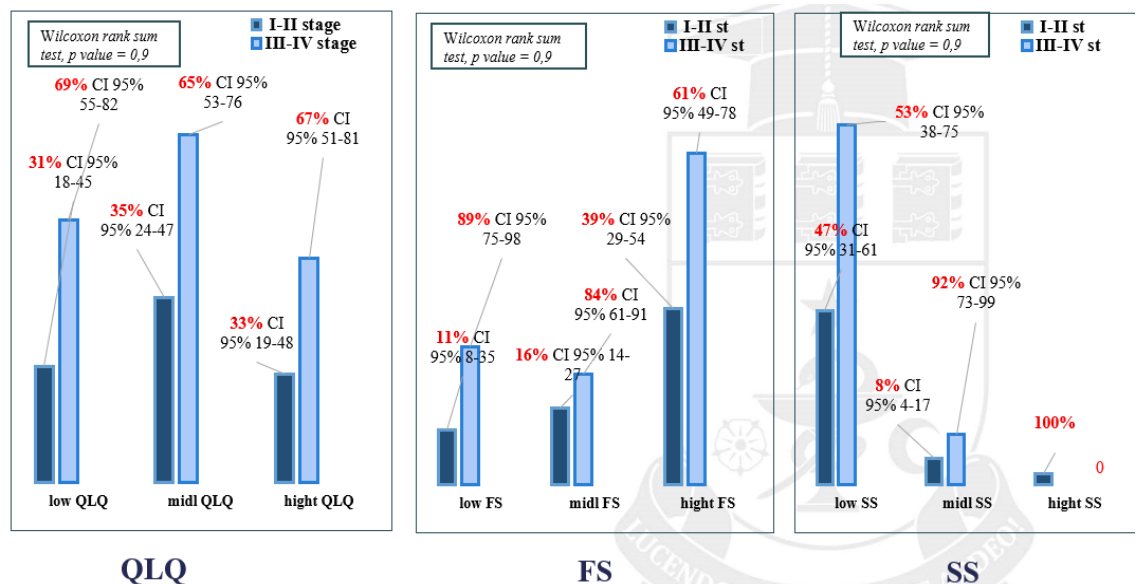 I-II stage
III-IV stage
Wilcoxon rank sum
test, p value = 0,9
69% CI 95%
55-82
65% CI 95%
53-76
67% CI
95% 51-81
31% CI 95%
18-45
35% CI
95% 24-47
33% CI
95% 19-48
low QLQ
midl QLQ
hight QLQ
QLQ
I-II st
III-IV st
Wilcoxon rank sum
test, p value = 0,9
61% CI
95% 49-78
89% CI 95%
75-98
39% CI 95%
29-54
84% CI
95% 61-91
11% CI
95% 8-35
16% CI 95% 14-
27
low FS
midl FS
hight FS
FS
I-II st
III-IV st
Wilcoxon rank sum
test, p value = 0,9
53% CI 95%
38-75
47% CI
95% 31-61
92% CI 95%
73-99
8% CI
95% 4-17
100%
0
low SS
midl SS
hight SS
SS